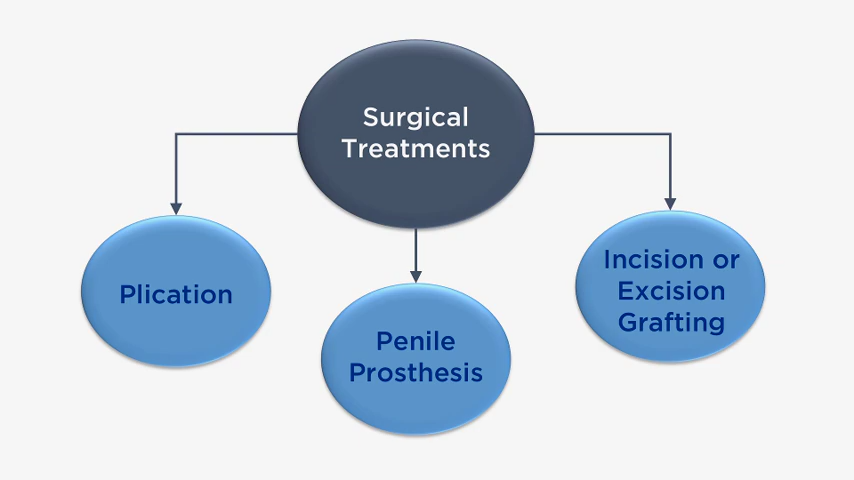 Surgical
Treatments
Plication
Penile
Prosthesis
Incision or
Excision
Grafting